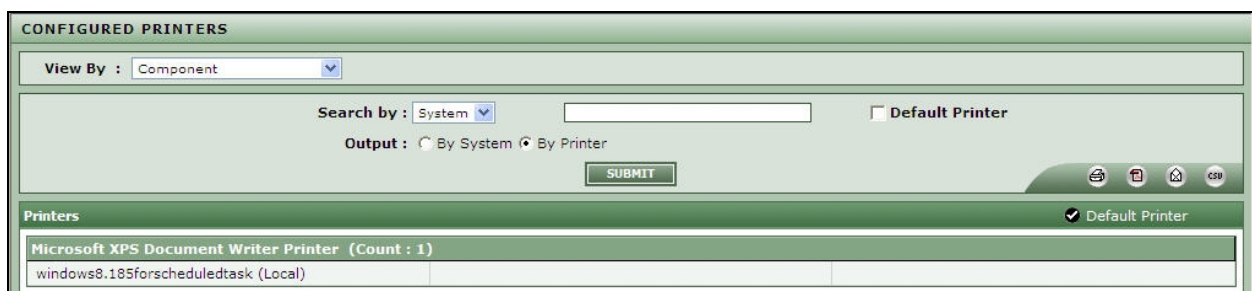 CONFIGURED PRINTERS
View By : Component
Search by : System Default Printer
Output : By System By Printer
SUBMIT
CSV
Printers Default Printer
Microsoft XPS Document Writer Printer (Count : 1)
windows8.185forscheduledtask (Local)